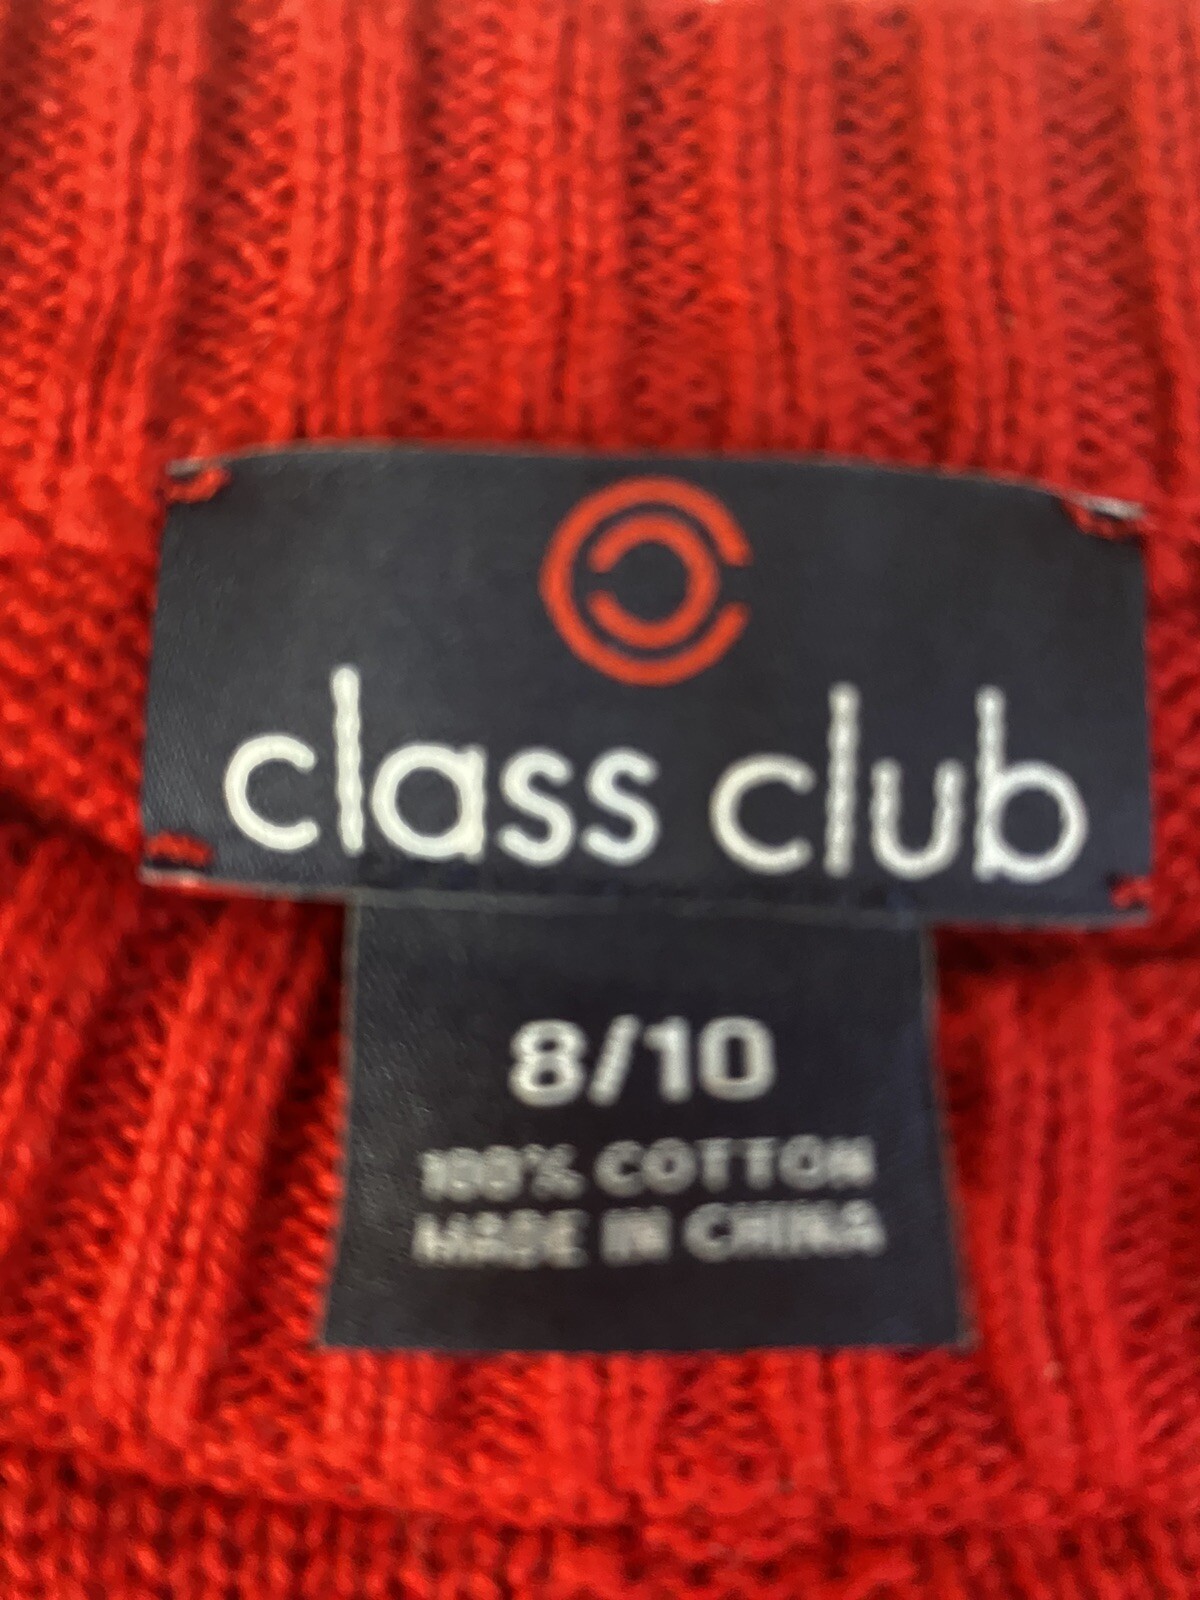 class club
8/10
100% COTTON
MADE IN CHINA